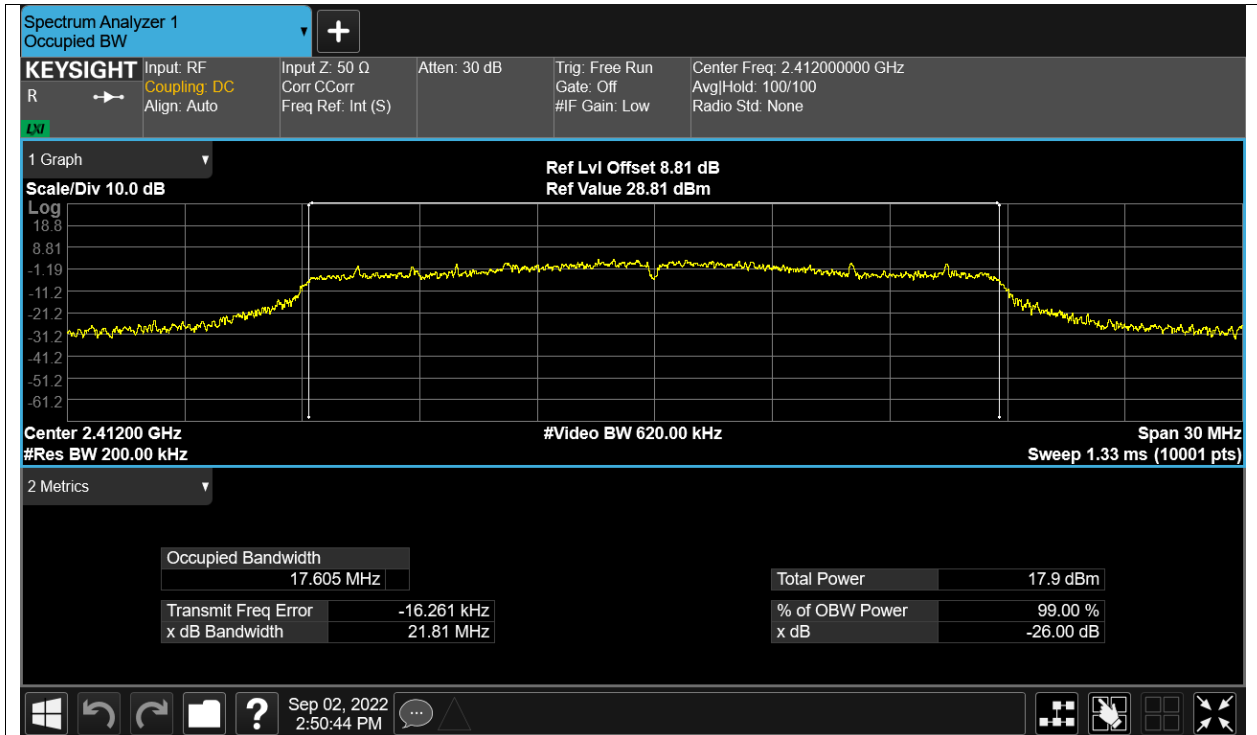 Spectrum Analyzer 1
Occupied BW
▼
+
KEYSIGHT
R
LXI
Input: RF
Coupling: DC
Align: Auto
Input Z: 50 Ω
Corr CCorr
Freq Ref: Int (S)
Atten: 30 dB
Trig: Free Run
Gate: Off
#IF Gain: Low
Center Freq: 2.412000000 GHz
Avg|Hold: 100/100
Radio Std: None
1 Graph ▼
Ref Lvl Offset 8.81 dB
Scale/Div 10.0 dB
Ref Value 28.81 dBm
Log
18.8
8.81
-1.19
-11.2
-21.2
-31.2
-41.2
-51.2
-61.2
Center 2.41200 GHz
#Video BW 620.00 kHz
Span 30 MHz
#Res BW 200.00 kHz
Sweep 1.33 ms (10001 pts)
2 Metrics ▼
Occupied Bandwidth
17.605 MHz
Transmit Freq Error -16.261 kHz
x dB Bandwidth 21.81 MHz
Total Power 17.9 dBm
% of OBW Power 99.00 %
x dB -26.00 dB
?
Sep 02, 2022
2:50:44 PM